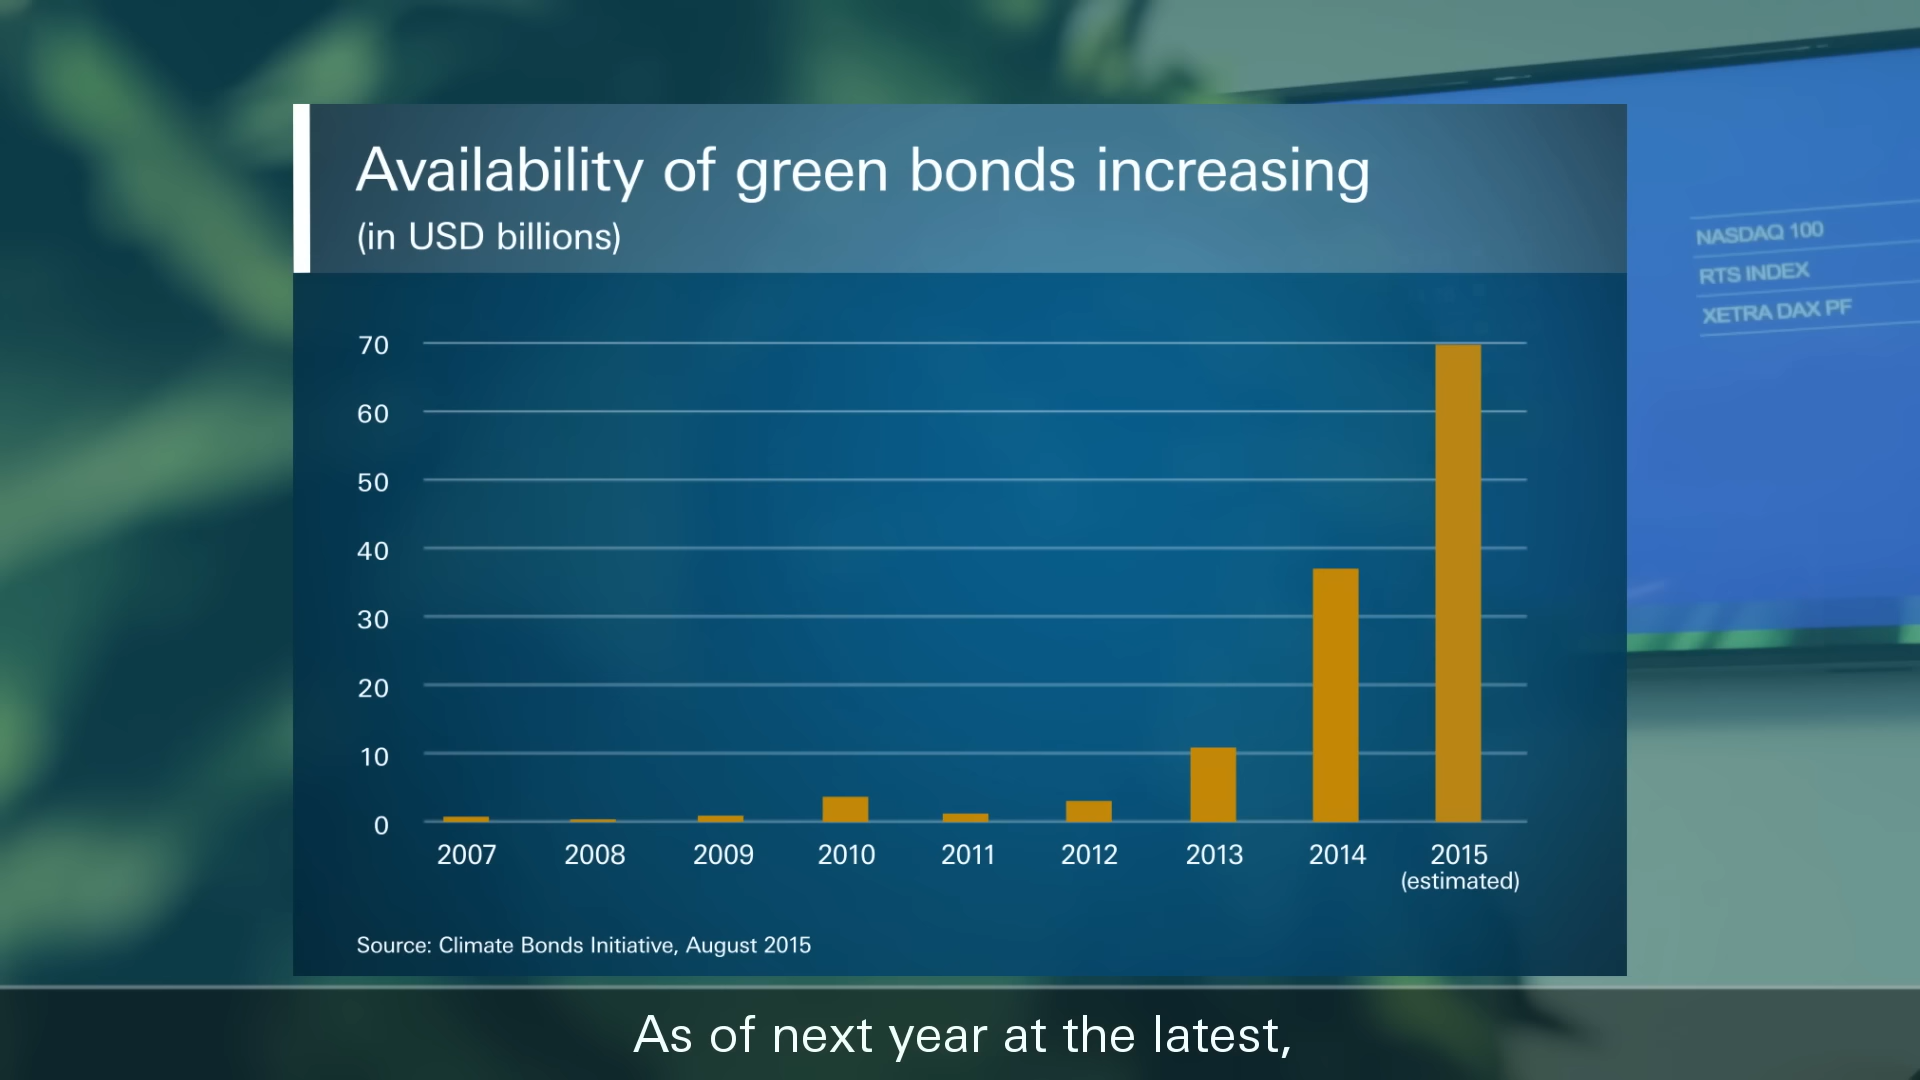 Availability of green bonds increasing
(in USD billions)
NASDAQ 100
RTS INDEX
XETRA DAX PF
70
60
50
40
30
20
10
0
2007 2008 2009 2010 2011 2012 2013 2014 2015
(estimated)
Source: Climate Bonds Initiative, August 2015
As of next year at the latest,